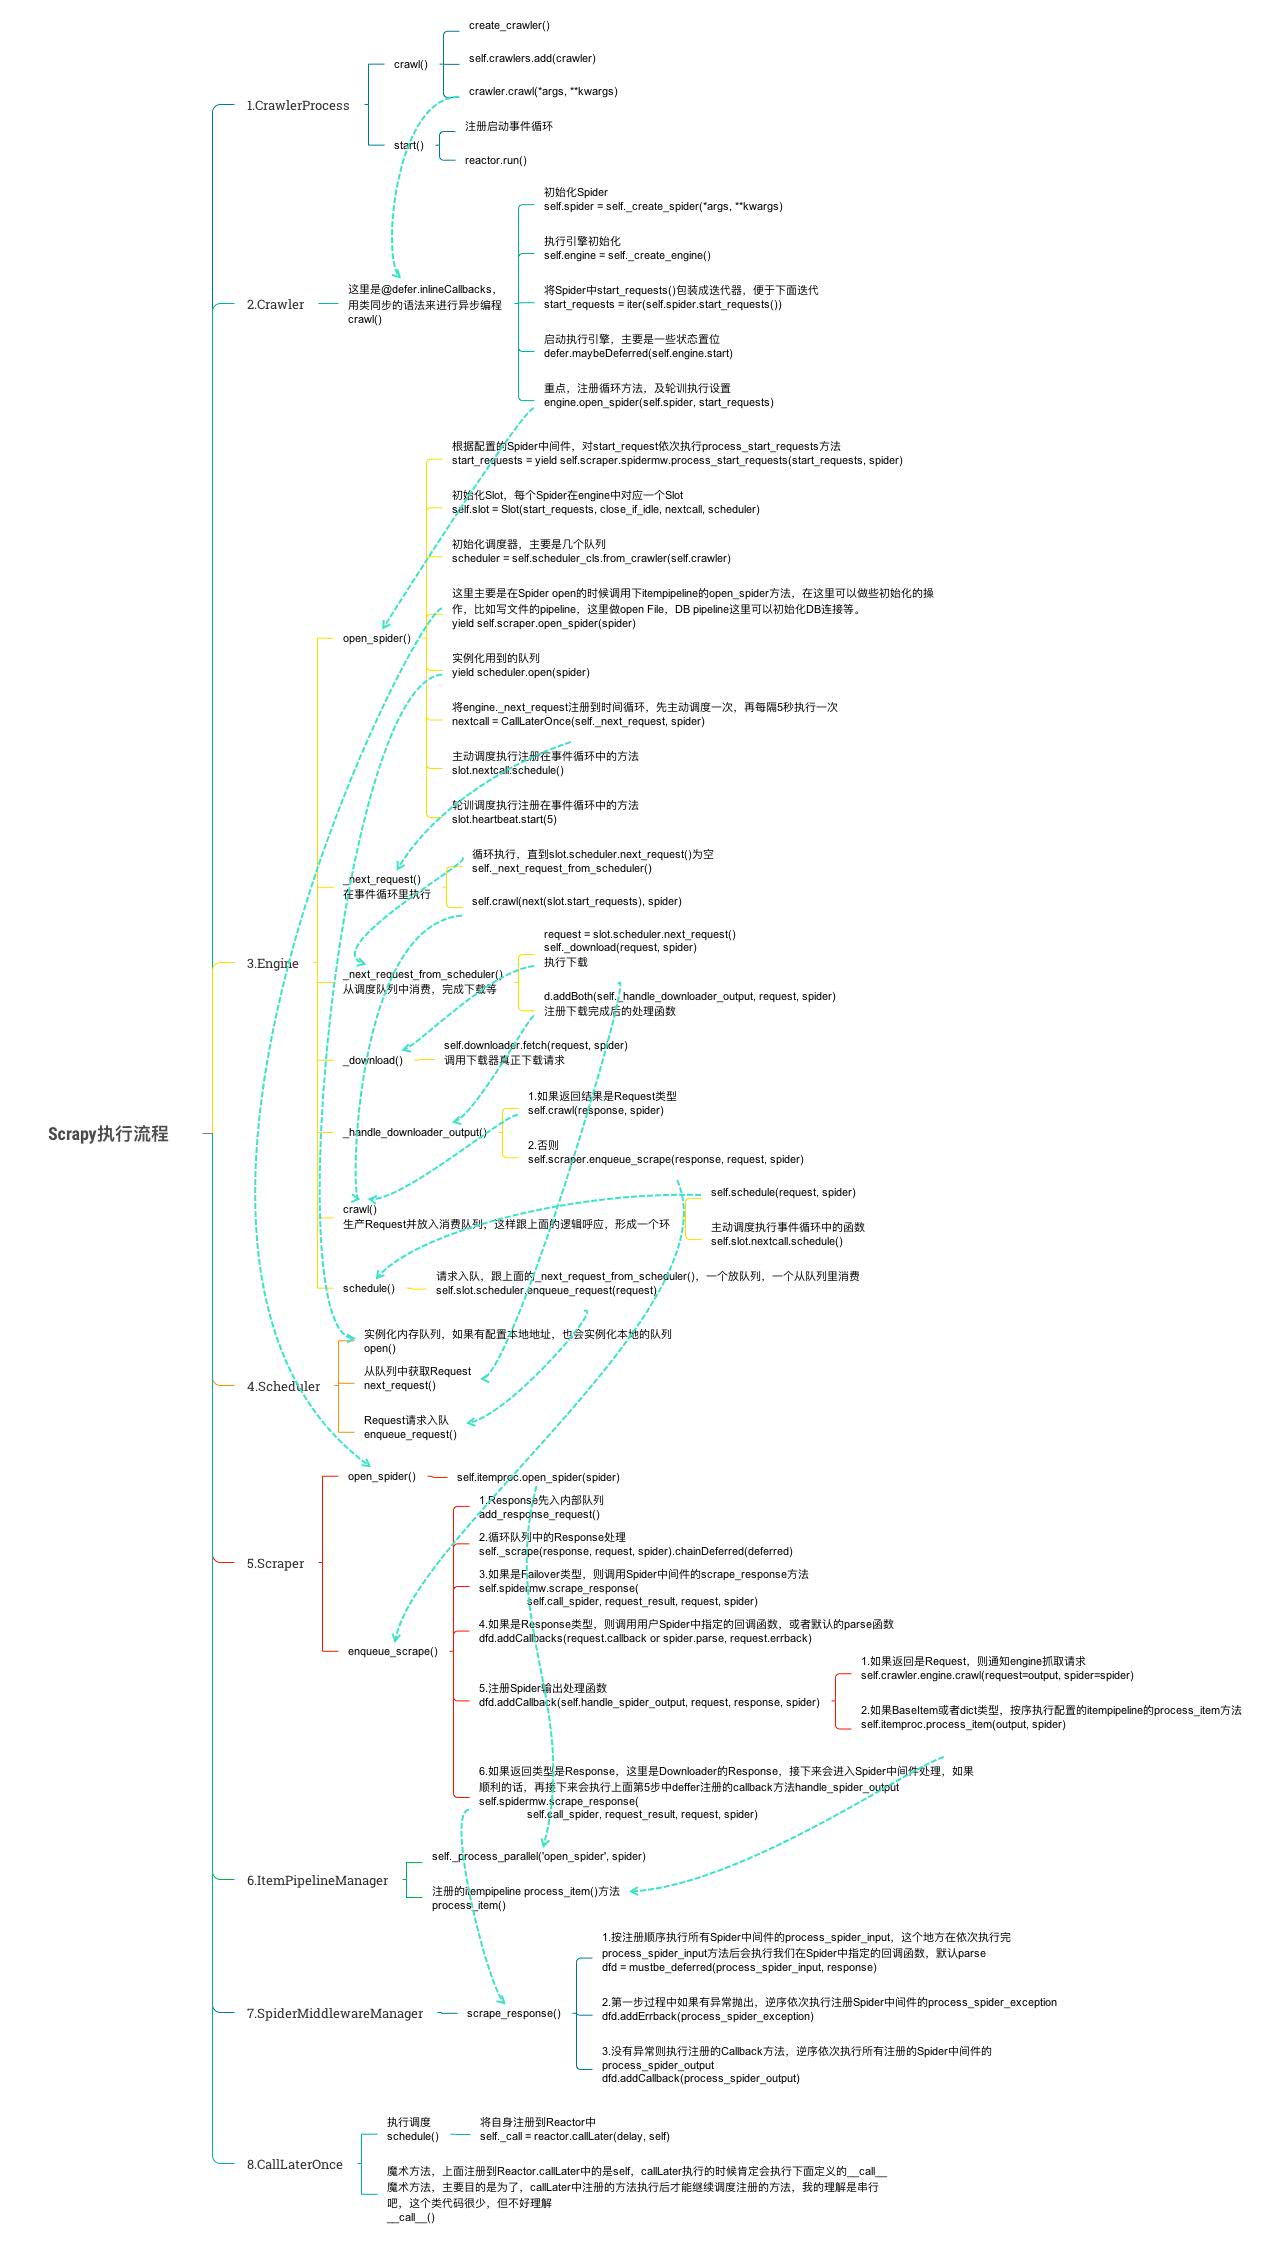 Scrapy执行流程
1.CrawlerProcess
crawl()
create_crawler()
self.crawlers.add(crawler)
crawler.crawl(*args, **kwargs)
start()
注册启动事件循环
reactor.run()
2.Crawler
这里是@defer.inlineCallbacks，
用类同步的语法来进行异步编程
crawl()
初始化Spider
self.spider = self._create_spider(*args, **kwargs)
执行引擎初始化
self.engine = self._create_engine()
将Spider中start_requests()包装成迭代器，便于下面迭代
start_requests = iter(self.spider.start_requests())
启动执行引擎，主要是一些状态置位
defer.maybeDeferred(self.engine.start)
重点，注册循环方法，及轮训执行设置
engine.open_spider(self.spider, start_requests)
3.Engine
open_spider()
根据配置的Spider中间件，对start_request依次执行process_start_requests方法
start_requests = yield self.scraper.spidermw.process_start_requests(start_requests, spider)
初始化Slot，每个Spider在engine中对应一个Slot
self.slot = Slot(start_requests, close_if_idle, nextcall, scheduler)
初始化调度器，主要是几个队列
scheduler = self.scheduler_cls.from_crawler(self.crawler)
这里主要是在Spider open的时候调用下itempipeline的open_spider方法，在这里可以做些初始化的操
作，比如写文件的pipeline，这里做open File，DB pipeline这里可以初始化DB连接等。
yield self.scraper.open_spider(spider)
实例化用到的队列
yield scheduler.open(spider)
将engine._next_request注册到时间循环，先主动调度一次，再每隔5秒执行一次
nextcall = CallLaterOnce(self._next_request, spider)
主动调度执行注册在事件循环中的方法
slot.nextcall.schedule()
轮训调度执行注册在事件循环中的方法
slot.heartbeat.start(5)
_next_request()
在事件循环里执行
循环执行，直到slot.scheduler.next_request()为空
self._next_request_from_scheduler()
self.crawl(next(slot.start_requests), spider)
_next_request_from_scheduler()
从调度队列中消费，完成下载等
request = slot.scheduler.next_request()
self._download(request, spider)
执行下载
d.addBoth(self._handle_downloader_output, request, spider)
注册下载完成后的处理函数
_download()
self.downloader.fetch(request, spider)
调用下载器真正下载请求
_handle_downloader_output()
1.如果返回结果是Request类型
self.crawl(response, spider)
2.否则
self.scraper.enqueue_scrape(response, request, spider)
crawl()
生产Request并放入消费队列，这样跟上面的逻辑呼应，形成一个环
self.schedule(request, spider)
主动调度执行事件循环中的函数
self.slot.nextcall.schedule()
schedule()
请求入队，跟上面的_next_request_from_scheduler()，一个放队列，一个从队列里消费
self.slot.scheduler.enqueue_request(request)
4.Scheduler
实例化内存队列，如果有配置本地地址，也会实例化本地的队列
open()
从队列中获取Request
next_request()
Request请求入队
enqueue_request()
5.Scraper
open_spider()
self.itemproc.open_spider(spider)
enqueue_scrape()
1.Response先入内部队列
add_response_request()
2.循环队列中的Response处理
self._scrape(response, request, spider).chainDeferred(deferred)
3.如果是Failover类型，则调用Spider中间件的scrape_response方法
self.spidermw.scrape_response(
self.call_spider, request_result, request, spider)
4.如果是Response类型，则调用用户Spider中指定的回调函数，或者默认的parse函数
dfd.addCallbacks(request.callback or spider.parse, request.errback)
5.注册Spider输出处理函数
dfd.addCallback(self.handle_spider_output, request, response, spider)
1.如果返回是Request，则通知engine抓取请求
self.crawler.engine.crawl(request=output, spider=spider)
2.如果BaseItem或者dict类型，按序执行配置的itempipeline的process_item方法
self.itemproc.process_item(output, spider)
6.如果返回类型是Response，这里是Downloader的Response，接下来会进入Spider中间件处理，如果
顺利的话，再接下来会执行上面第5步中deffer注册的callback方法handle_spider_output
self.spidermw.scrape_response(
self.call_spider, request_result, request, spider)
6.ItemPipelineManager
self._process_parallel('open_spider', spider)
注册的itempipeline process_item()方法
process_item()
7.SpiderMiddlewareManager
scrape_response()
1.按注册顺序执行所有Spider中间件的process_spider_input，这个地方在依次执行完
process_spider_input方法后会执行我们在Spider中指定的回调函数，默认parse
dfd = mustbe_deferred(process_spider_input, response)
2.第一步过程中如果有异常抛出，逆序依次执行注册Spider中间件的process_spider_exception
dfd.addErrback(process_spider_exception)
3.没有异常则执行注册的Callback方法，逆序依次执行所有注册的Spider中间件的
process_spider_output
dfd.addCallback(process_spider_output)
8.CallLaterOnce
执行调度
schedule()
将自身注册到Reactor中
self._call = reactor.callLater(delay, self)
魔术方法，上面注册到Reactor.callLater中的是self，callLater执行的时候肯定会执行下面定义的__call__
魔术方法，主要目的是为了，callLater中注册的方法执行后才能继续调度注册的方法，我的理解是串行
吧，这个类代码很少，但不好理解
__call__()